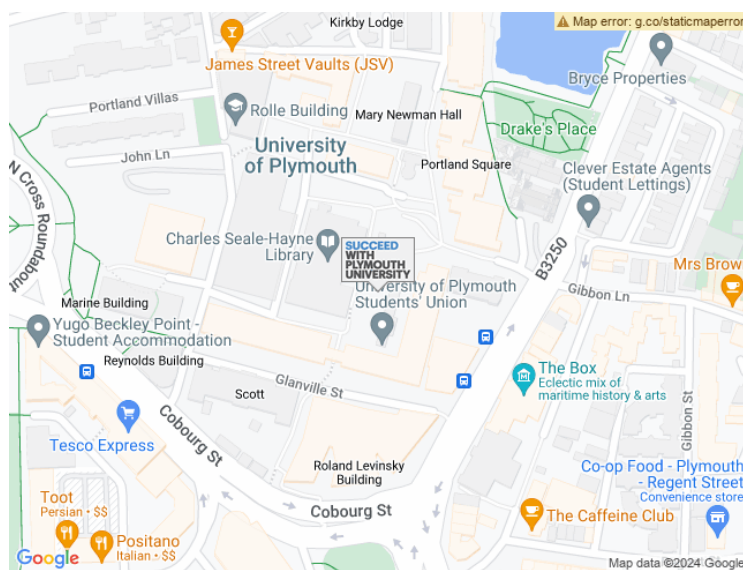 Kirkby Lodge
Map error: g.co/staticmaperror
James Street Vaults (JSV)
Bryce Properties
Portland Villas
Rolle Building
Mary Newman Hall
Drake's Place
University
of Plymouth
John Ln
Portland Square
Clever Estate Agents
(Student Lettings)
N Cross Roundabout
Charles Seale-Hayne
Library
SUCCEED
WITH
PLYMOUTH
UNIVERSITY
B3250
Mrs Brow
University of Plymouth
Students' Union
Gibbon Ln
Marine Building
Yugo Beckley Point -
Student Accommodation
Reynolds Building
The Box
Eclectic mix of
maritime history & arts
Scott
Glanville St
Gibbon St
Cobourg St
Tesco Express
Roland Levinsky
Building
Co-op Food - Plymouth
- Regent Street
Convenience store
Toot
Persian • $$
Cobourg St
The Caffeine Club
Positano
Italian • $$
Google
Map data ©2024 Google